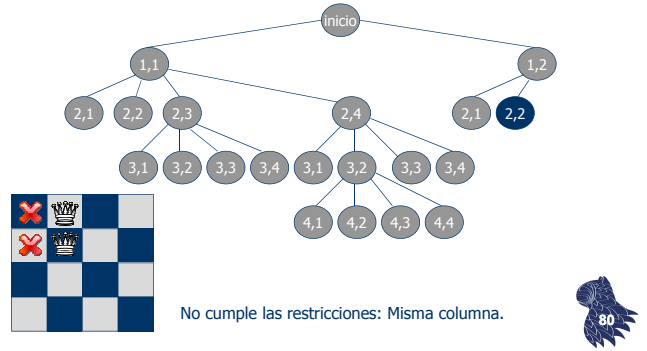 inicio
1,1 1,2
2,1 2,2 2,3 2,4 2,1 2,2
3,1 3,2 3,3 3,4 3,1 3,2 3,3 3,4
4,1 4,2 4,3 4,4
No cumple las restricciones: Misma columna.
80